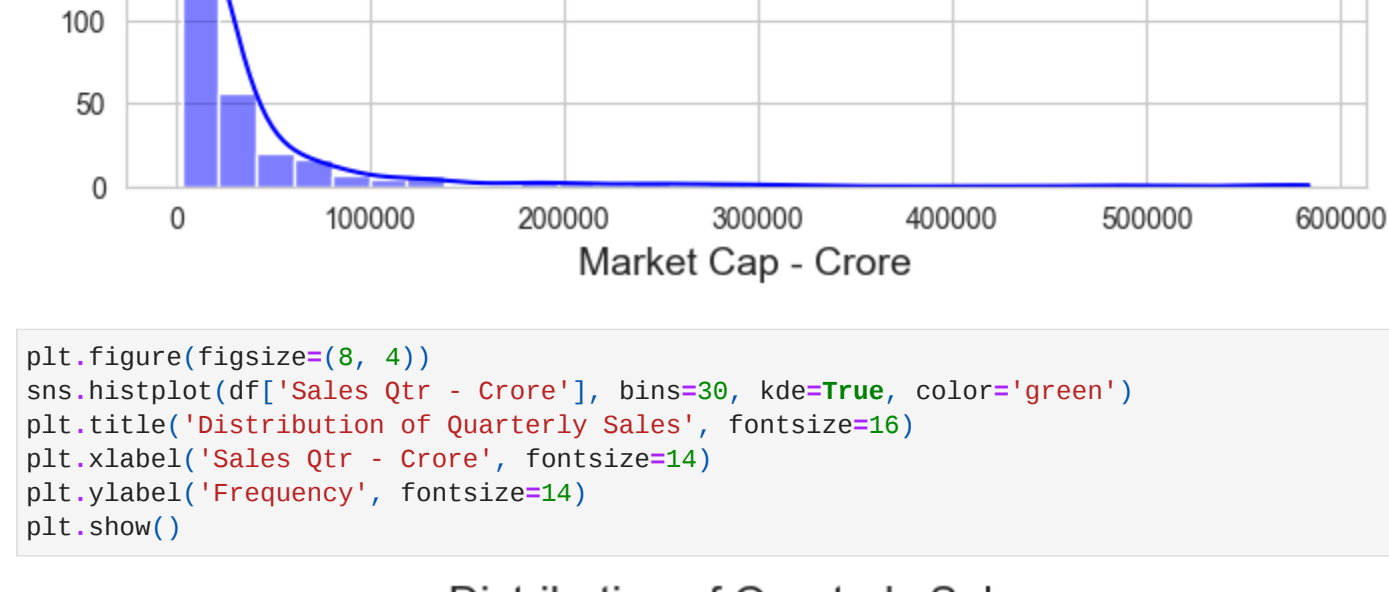 100
50
0
0 100000 200000 300000 400000 500000 600000
Market Cap - Crore
plt.figure(figsize=(8, 4))
sns.histplot(df['Sales Qtr - Crore'], bins=30, kde=True, color='green')
plt.title('Distribution of Quarterly Sales', fontsize=16)
plt.xlabel('Sales Qtr - Crore', fontsize=14)
plt.ylabel('Frequency', fontsize=14)
plt.show()